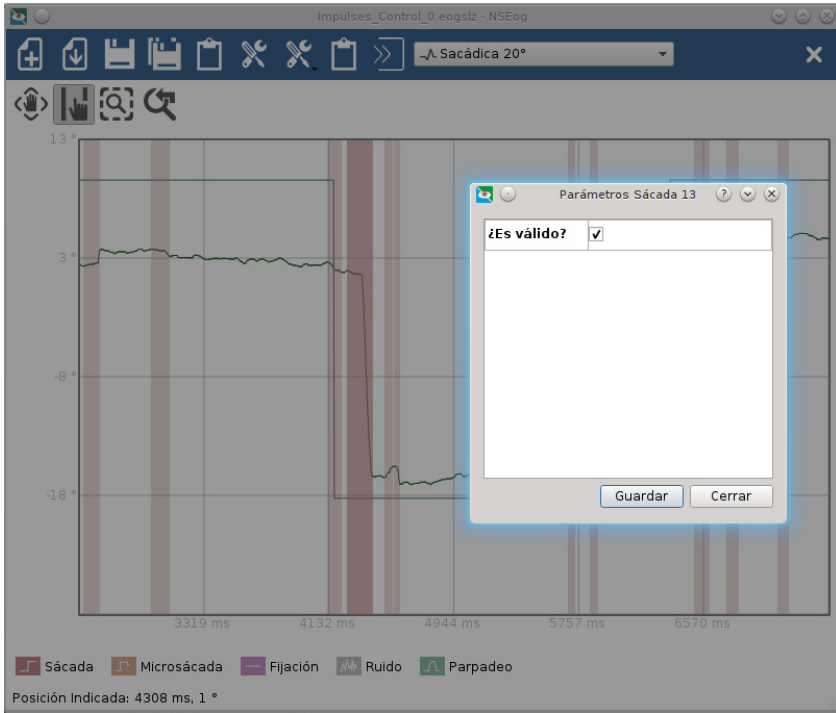 Impulses_Control_0.eogslz - NSEog
Sacádica 20°
13 °
3 °
-8 °
-18 °
Parámetros Sácada 13
¿Es válido?
Guardar Cerrar
3319 ms 4132 ms 4944 ms 5757 ms 6570 ms
Sácada Microsácada Fijación Ruido Parpadeo
Posición Indicada: 4308 ms, 1 °